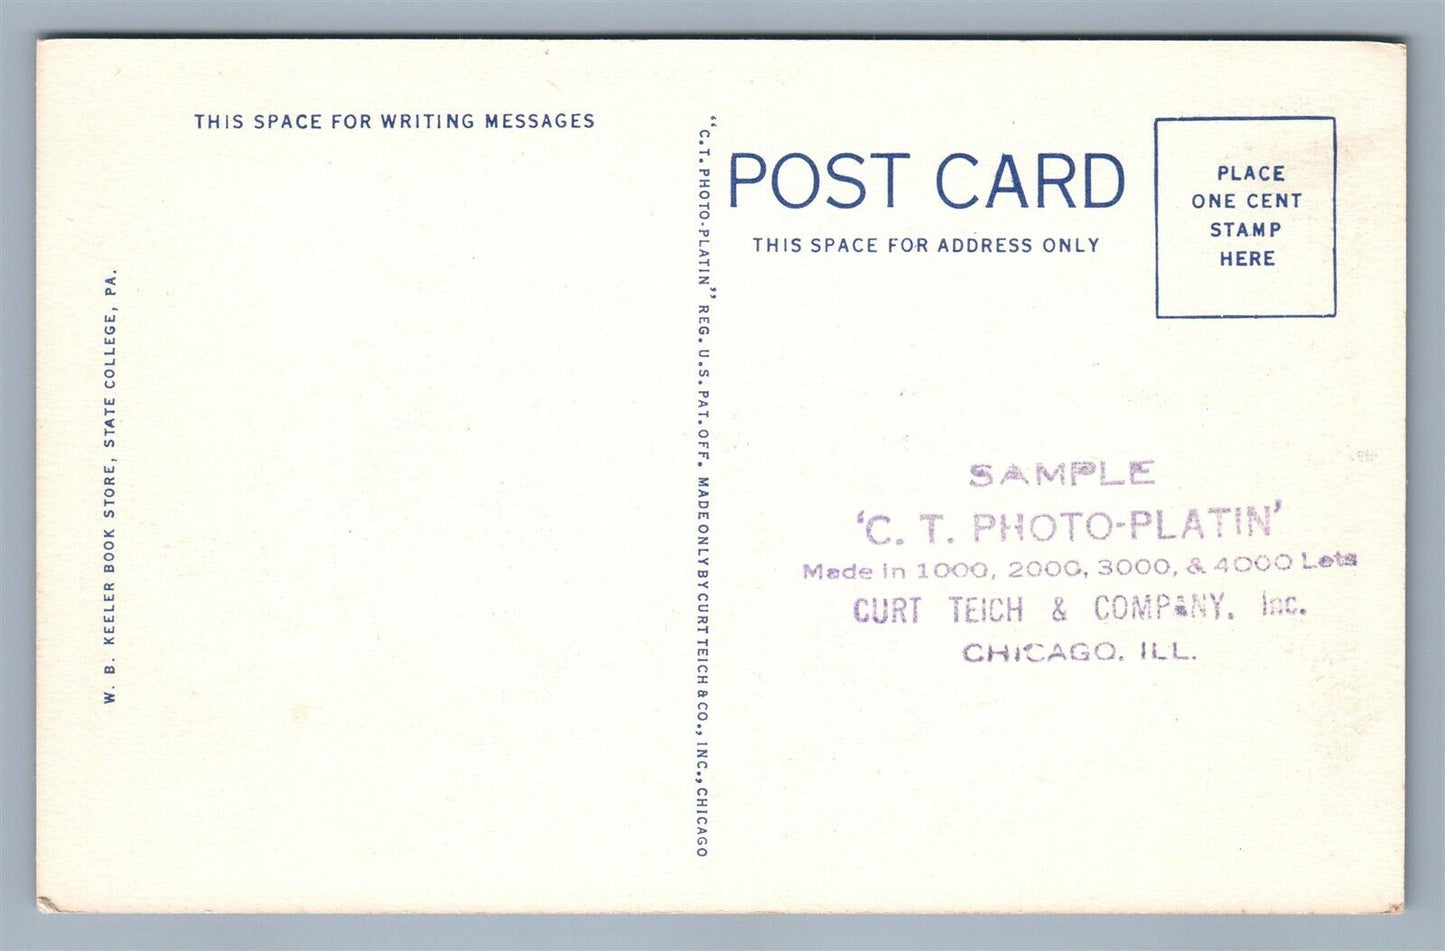 THIS SPACE FOR WRITING MESSAGES
W. B. KEELER BOOK STORE, STATE COLLEGE, PA.
"C.T. PHOTO-PLATIN" REG. U.S. PAT. OFF. MADE ONLY BY CURT TEICH & CO., INC., CHICAGO
POST CARD
THIS SPACE FOR ADDRESS ONLY
PLACE
ONE CENT
STAMP
HERE
SAMPLE
'C. T. PHOTO-PLATIN'
Made in 1000, 2000, 3000, & 4000 Lots
CURT TEICH & COMPANY, Inc.
CHICAGO, ILL.